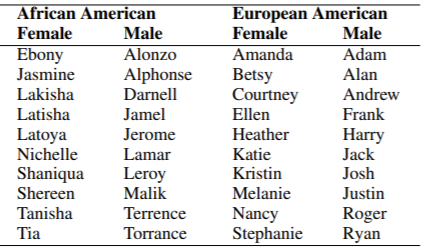 African American European American
Female Male Female Male
Ebony Alonzo Amanda Adam
Jasmine Alphonse Betsy Alan
Lakisha Darnell Courtney Andrew
Latisha Jamel Ellen Frank
Latoya Jerome Heather Harry
Nichelle Lamar Katie Jack
Shaniqua Leroy Kristin Josh
Shereen Malik Melanie Justin
Tanisha Terrence Nancy Roger
Tia Torrance Stephanie Ryan